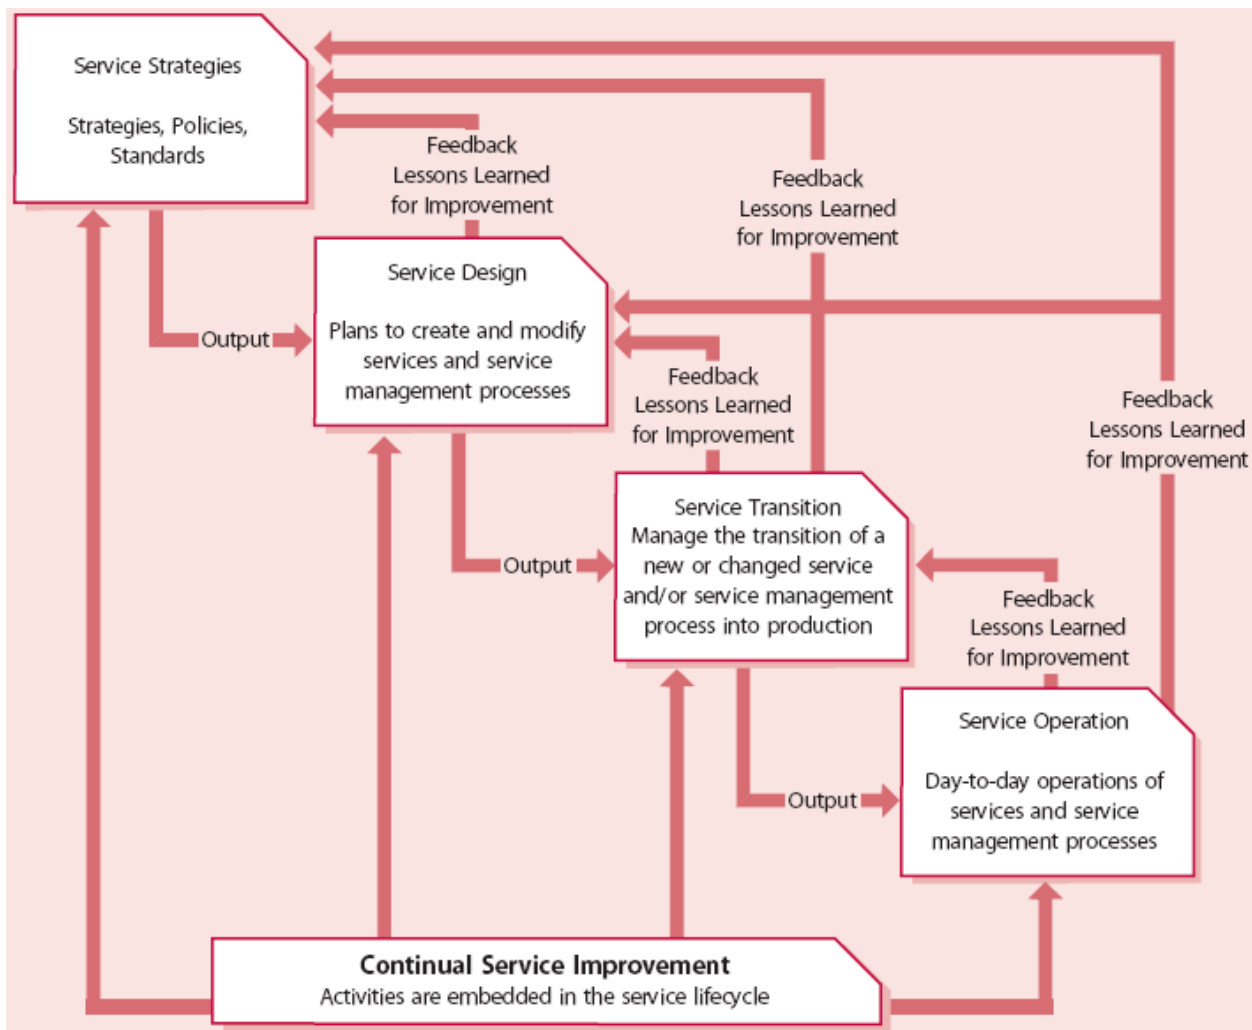 Service Strategies
Strategies, Policies,
Standards
Feedback
Lessons Learned
for Improvement
Feedback
Lessons Learned
for Improvement
Service Design
Plans to create and modify
services and service
management processes
Output
Feedback
Lessons Learned
for Improvement
Feedback
Lessons Learned
for Improvement
Service Transition
Manage the transition of a
new or changed service
and/or service management
process into production
Output
Feedback
Lessons Learned
for Improvement
Service Operation
Day-to-day operations of
services and service
management processes
Output
Continual Service Improvement
Activities are embedded in the service lifecycle